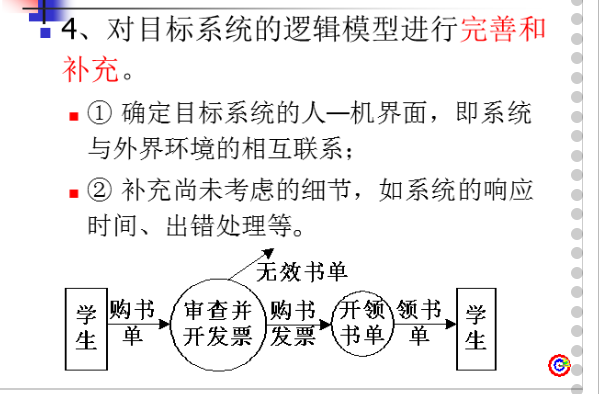 4、对目标系统的逻辑模型进行完善和
补充。
① 确定目标系统的人—机界面，即系统
与外界环境的相互联系；
② 补充尚未考虑的细节，如系统的响应
时间、出错处理等。
无效书单
学生
购书单
审查并开发票
购书发票
开领书单
领书单
学生